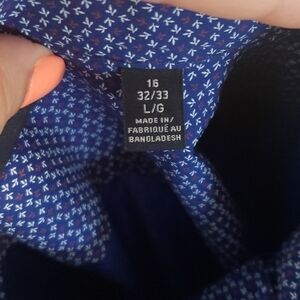 16
32/33
L/G
MADE IN/
FABRIQUÉ AU
BANGLADESH